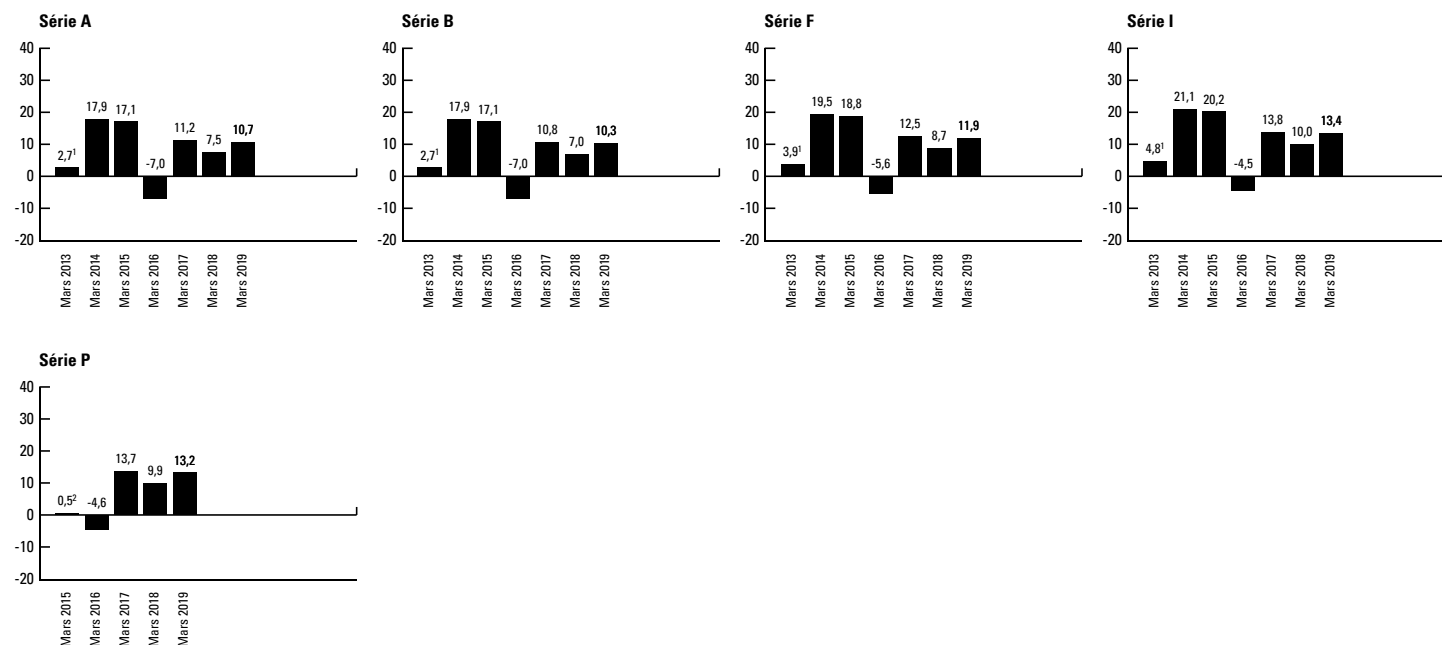 Série A
40
30
20
10
0
-10
-20
2,7¹
17,9
17,1
-7,0
11,2
7,5
10,7
Mars 2013
Mars 2014
Mars 2015
Mars 2016
Mars 2017
Mars 2018
Mars 2019
Série B
40
30
20
10
0
-10
-20
2,7¹
17,9
17,1
-7,0
10,8
7,0
10,3
Mars 2013
Mars 2014
Mars 2015
Mars 2016
Mars 2017
Mars 2018
Mars 2019
Série F
40
30
20
10
0
-10
-20
3,9¹
19,5
18,8
-5,6
12,5
8,7
11,9
Mars 2013
Mars 2014
Mars 2015
Mars 2016
Mars 2017
Mars 2018
Mars 2019
Série I
40
30
20
10
0
-10
-20
4,8¹
21,1
20,2
-4,5
13,8
10,0
13,4
Mars 2013
Mars 2014
Mars 2015
Mars 2016
Mars 2017
Mars 2018
Mars 2019
Série P
40
30
20
10
0
-10
-20
0,5²
-4,6
13,7
9,9
13,2
Mars 2015
Mars 2016
Mars 2017
Mars 2018
Mars 2019